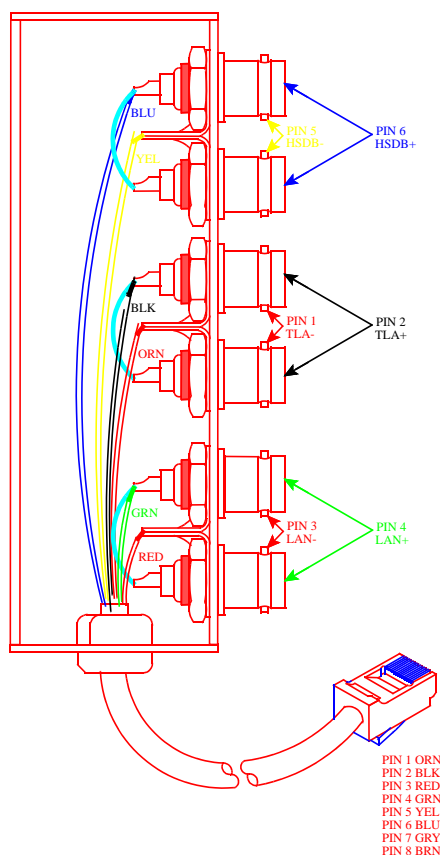 BLU
PIN 5
HSDB-
PIN 6
HSDB+
YEL
BLK
PIN 1
TLA-
PIN 2
TLA+
ORN
GRN
PIN 3
LAN-
PIN 4
LAN+
RED
PIN 1 ORN
PIN 2 BLK
PIN 3 RED
PIN 4 GRN
PIN 5 YEL
PIN 6 BLU
PIN 7 GRY
PIN 8 BRN